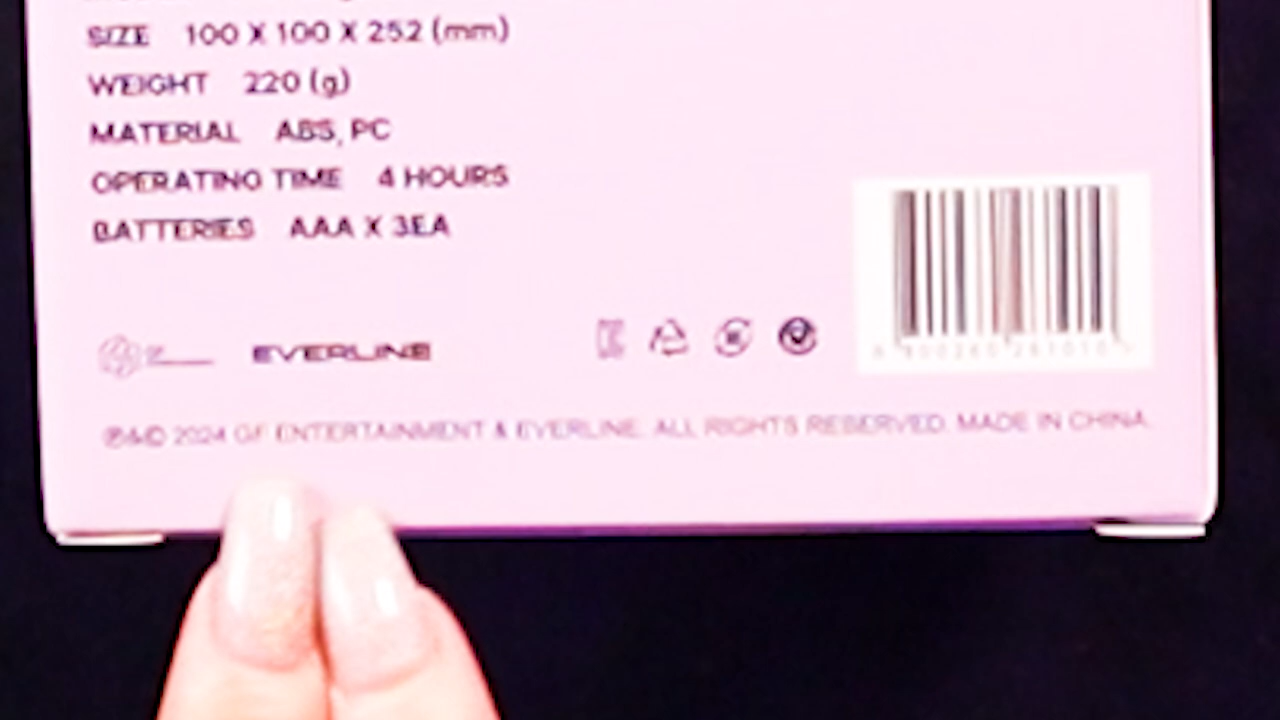 SIZE 100 X 100 X 252 (mm)
WEIGHT 220 (g)
MATERIAL ABS, PC
OPERATING TIME 4 HOURS
BATTERIES AAA X 3EA
EVERLINE
℗&© 2024 GF ENTERTAINMENT & EVERLINE. ALL RIGHTS RESERVED. MADE IN CHINA.